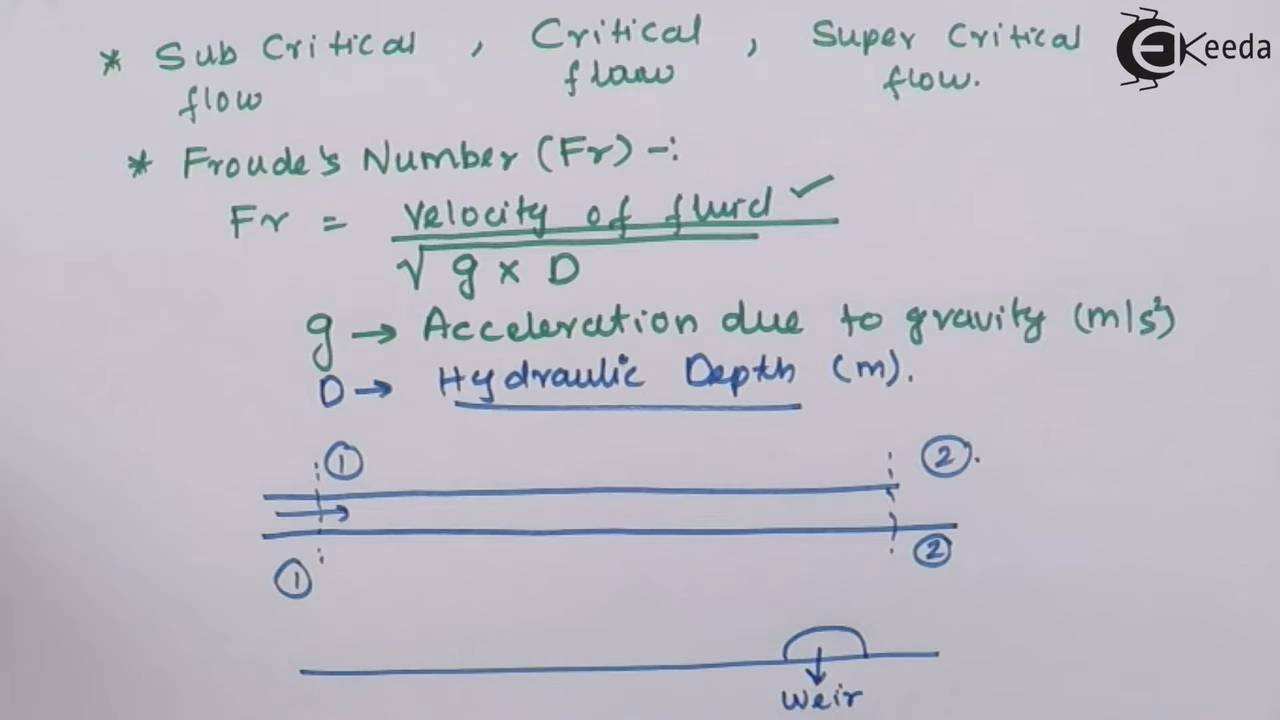 * Sub Critical flow , Critical flow , Super Critical flow.
* Froude's Number (Fr) -:
Fr = Velocity of fluid ✓
√ g x D
g → Acceleration due to gravity (m/s²)
D → Hydraulic Depth (m).
① ②.
① ②
Weir
EKeeda